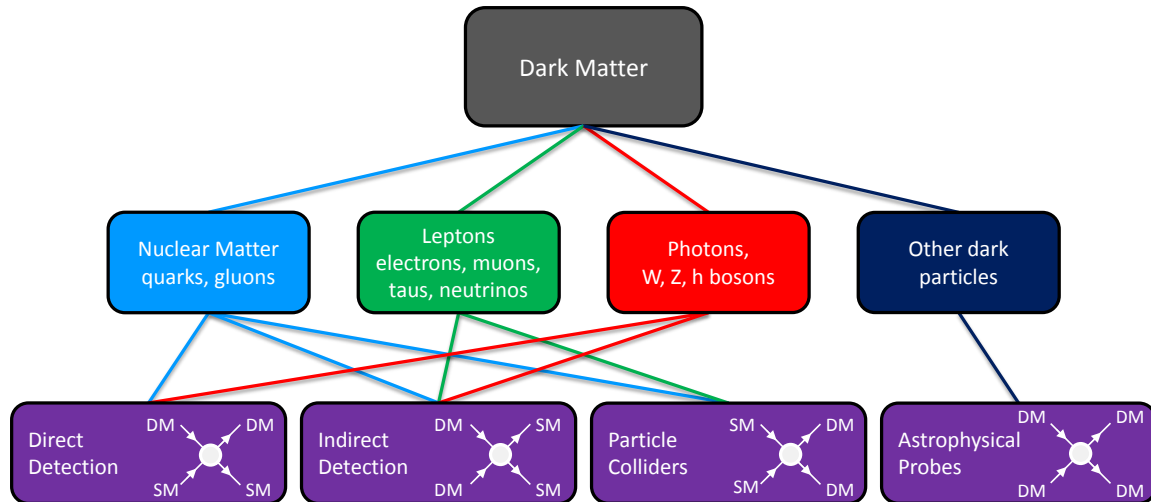 Dark Matter
Nuclear Matter
quarks, gluons
Leptons
electrons, muons,
taus, neutrinos
Photons,
W, Z, h bosons
Other dark
particles
Direct
Detection
DM
DM
SM
SM
Indirect
Detection
DM
SM
DM
SM
Particle
Colliders
SM
DM
SM
DM
Astrophysical
Probes
DM
DM
DM
DM